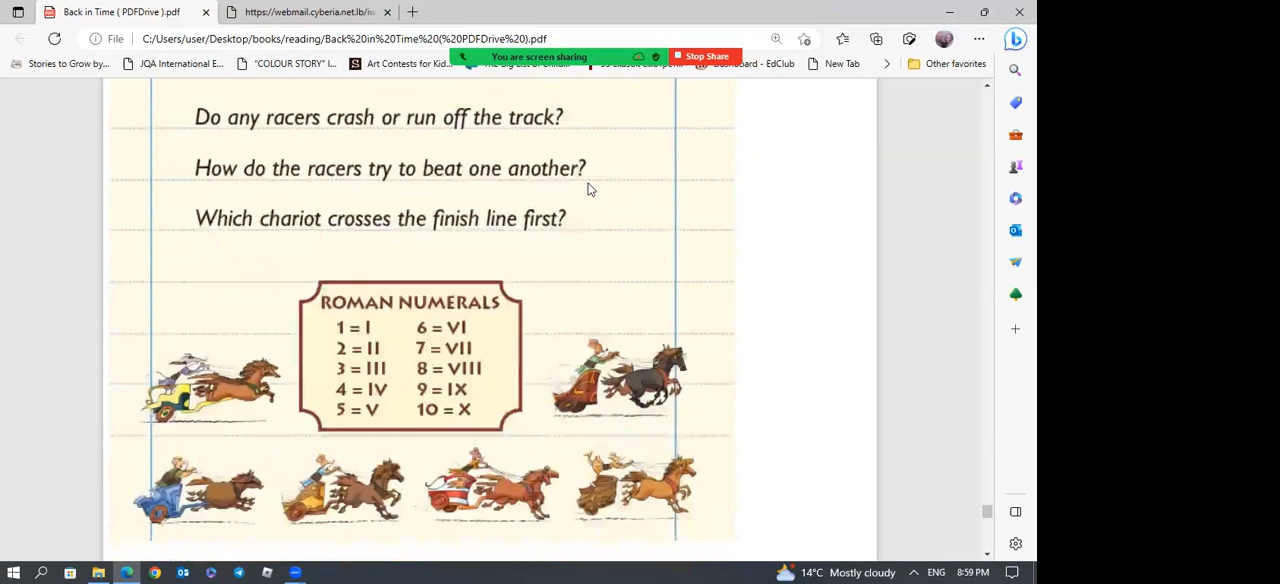 Back in Time ( PDFDrive ).pdf
https://webmail.cyberia.net.lb/iw
File
C:/Users/user/Desktop/books/reading/Back%20in%20Time%20(%20PDFDrive%20).pdf
You are screen sharing
Stop Share
Stories to Grow by...
JQA International E...
"COLOUR STORY" I...
Art Contests for Kid...
EdClub
New Tab
Other favorites
Do any racers crash or run off the track?
How do the racers try to beat one another?
Which chariot crosses the finish line first?
ROMAN NUMERALS
1 = I 6 = VI
2 = II 7 = VII
3 = III 8 = VIII
4 = IV 9 = IX
5 = V 10 = X
14°C Mostly cloudy
ENG
8:59 PM